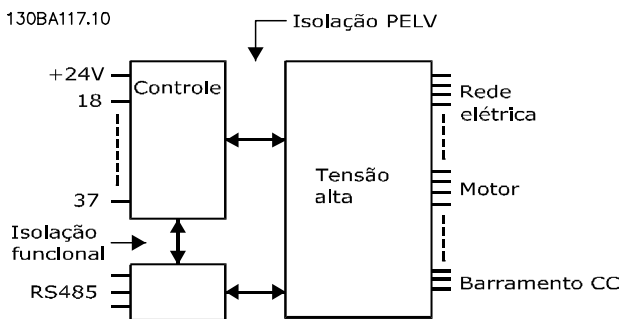 130BA117.10
Isolação PELV
+24V
Controle
18
37
Tensão
alta
Rede
elétrica
Motor
Isolação
funcional
RS485
Barramento CC